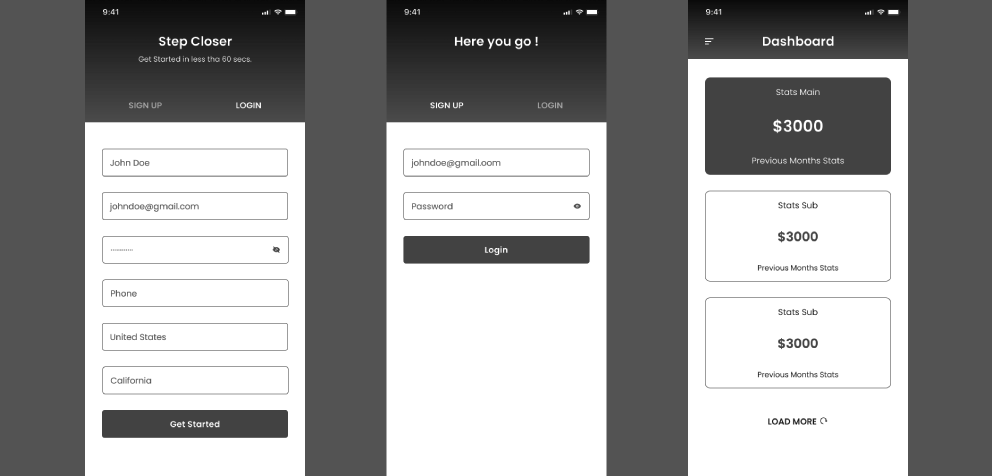 9:41
Step Closer
Get Started in less tha 60 secs.
SIGN UP LOGIN
John Doe
johndoe@gmail.com
Phone
United States
California
Get Started
9:41
Here you go !
SIGN UP LOGIN
johndoe@gmail.oom
Password
Login
9:41
Dashboard
Stats Main
$3000
Previous Months Stats
Stats Sub
$3000
Previous Months Stats
Stats Sub
$3000
Previous Months Stats
LOAD MORE